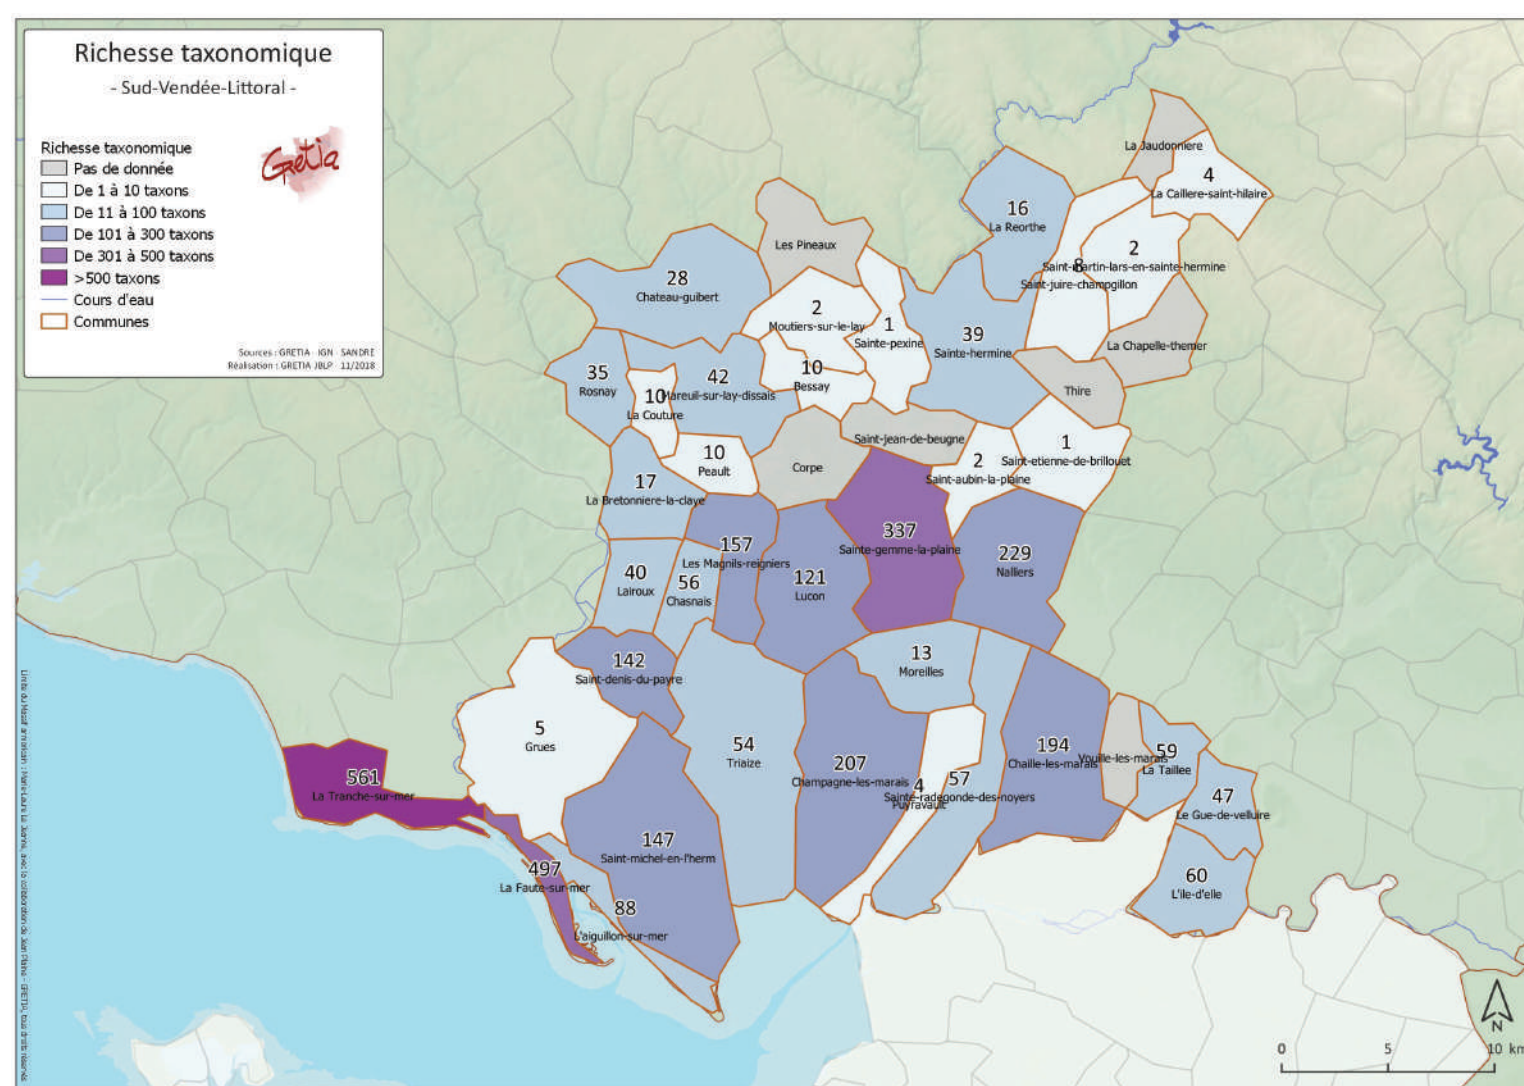 Richesse taxonomique
- Sud-Vendée-Littoral -
Richesse taxonomique
Gretia
Pas de donnée
De 1 à 10 taxons
De 11 à 100 taxons
De 101 à 300 taxons
De 301 à 500 taxons
>500 taxons
Cours d'eau
Communes
Sources : GRETIA - IGN - SANDRE
Réalisation : GRETIA JBLP - 11/2018
La Jaudonniere
4
La Cailliere-saint-hilaire
16
La Reorthe
2
Saint-martin-lars-en-sainte-hermine
8
Saint-juire-champgillon
Les Pineaux
28
Chateau-guibert
2
Moutiers-sur-le-lay
1
Sainte-pexine
39
Sainte-hermine
La Chapelle-themer
35
Rosnay
42
Mareuil-sur-lay-dissais
10
La Couture
10
Bessay
Thire
Saint-jean-de-beugne
1
Saint-etienne-de-brillouet
10
Peault
Corpe
2
Saint-aubin-la-plaine
17
La Bretonniere-la-claye
337
Sainte-gemme-la-plaine
157
Les Magnils-reigniers
229
Nalliers
40
Lairoux
56
Chasnais
121
Lucon
142
Saint-denis-du-payre
13
Moreilles
5
Grues
54
Triaize
207
Champagne-les-marais
194
Chaille-les-marais
Vouille-les-marais
59
La Taillee
4
Puyravault
57
Sainte-radegonde-des-noyers
47
Le Gue-de-velluire
561
La Tranche-sur-mer
147
Saint-michel-en-l'herm
497
La Faute-sur-mer
60
L'ile-d'elle
88
L'aiguillon-sur-mer
N
0 5 10 km